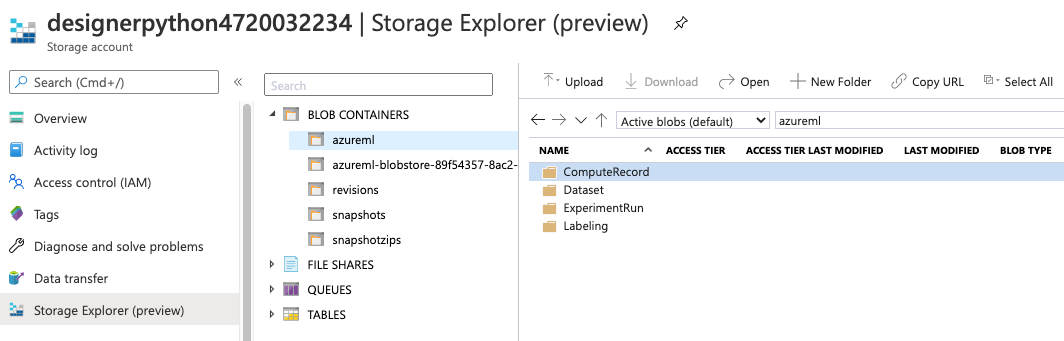 designerpython4720032234 | Storage Explorer (preview)
Storage account
Search (Cmd+/)
«
Overview
Activity log
Access control (IAM)
Tags
Diagnose and solve problems
Data transfer
Storage Explorer (preview)
Search
BLOB CONTAINERS
azureml
azureml-blobstore-89f54357-8ac2-
revisions
snapshots
snapshotzips
FILE SHARES
QUEUES
TABLES
Upload Download Open New Folder Copy URL Select All
Active blobs (default) azureml
NAME ACCESS TIER ACCESS TIER LAST MODIFIED LAST MODIFIED BLOB TYPE
ComputeRecord
Dataset
ExperimentRun
Labeling